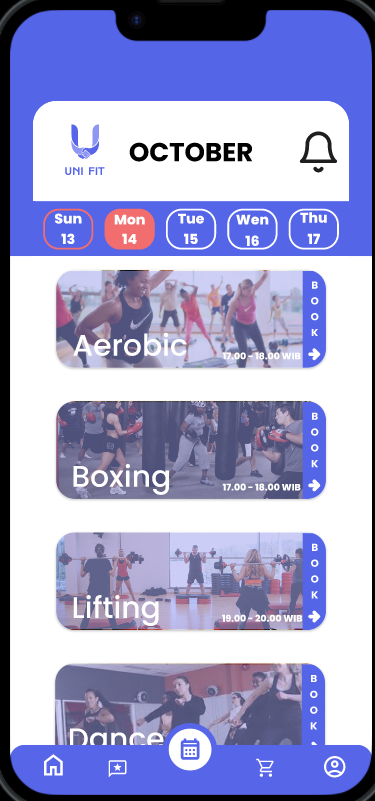 UNI FIT
OCTOBER
Sun
13
Mon
14
Tue
15
Wen
16
Thu
17
Aerobic
17.00 - 18.00 WIB
BOOK
Boxing
17.00 - 18.00 WIB
BOOK
Lifting
19.00 - 20.00 WIB
BOOK
Dance
BOOK